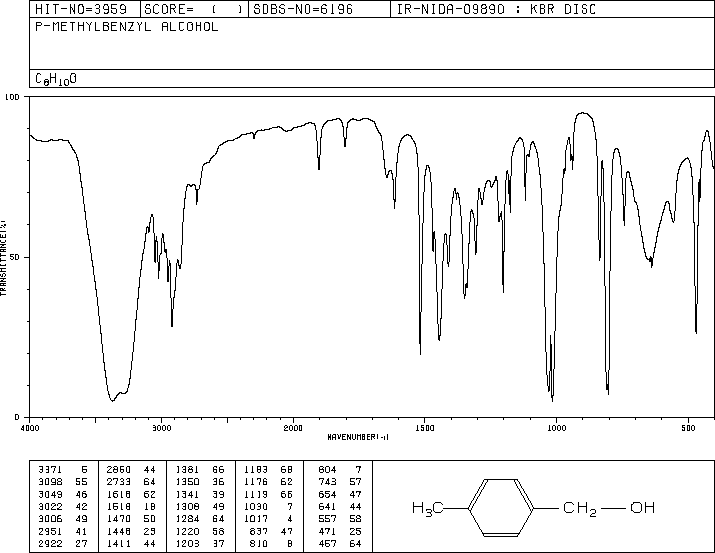 HIT-NO=3959 SCORE= ( ) SDBS-NO=6196 IR-NIDA-09890 : KBR DISC
P-METHYLBENZYL ALCOHOL
C8H10O
100
50
0
TRANSMITTANCE(%)
4000 3000 2000 1500 1000 500
WAVENUMBER(-1)
3371 5 2860 44 1381 66 1183 68 804 7
3098 55 2733 64 1350 36 1176 62 743 57
3049 46 1618 62 1341 39 1119 66 654 47
3022 42 1518 18 1308 49 1030 7 641 44
3006 49 1470 50 1284 64 1017 4 557 58
2951 41 1448 23 1220 58 837 47 471 25
2922 27 1411 44 1203 37 810 8 457 64
H3C CH2 OH